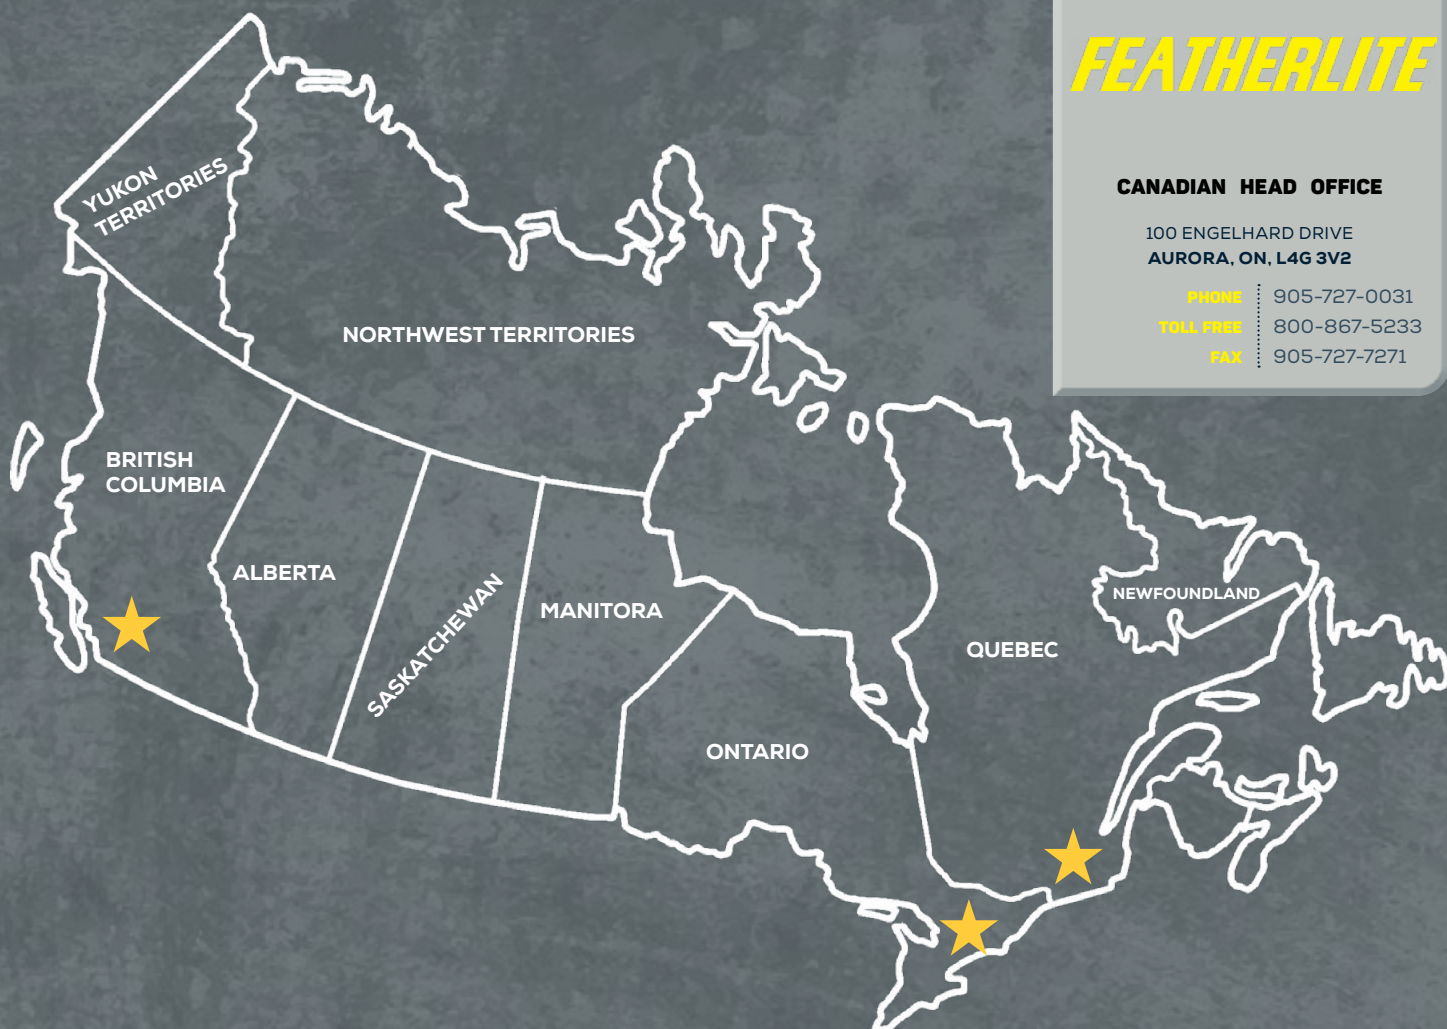 FEATHERLITE
CANADIAN HEAD OFFICE
100 ENGELHARD DRIVE
AURORA, ON, L4G 3V2
PHONE 905-727-0031
TOLL FREE 800-867-5233
FAX 905-727-7271
YUKON
TERRITORIES
NORTHWEST TERRITORIES
BRITISH
COLUMBIA
ALBERTA
SASKATCHEWAN
MANITORA
ONTARIO
QUEBEC
NEWFOUNDLAND